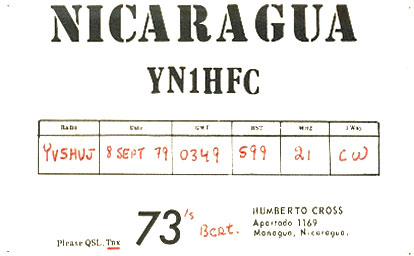 NICARAGUA
YN1HFC
Radio Date GMT RST MHZ 2 Way
YV5HUJ 8 SEPT 79 0349 599 21 CW
Please QSL. Tnx 73's Bert.
HUMBERTO CROSS
Apartado 1169
Managua, Nicaragua.